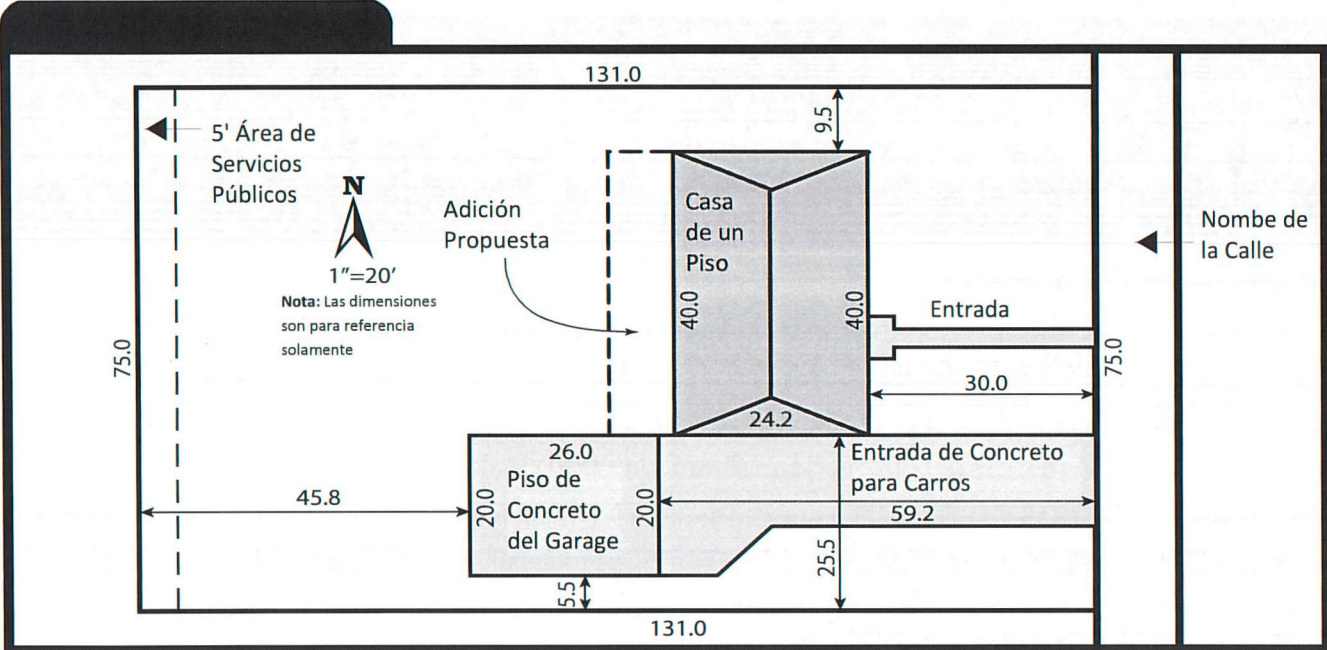 131.0
5' Área de
Servicios
Públicos
9.5
N
1"=20'
Nota: Las dimensiones
son para referencia
solamente
Adición
Propuesta
Casa
de un
Piso
40.0
40.0
24.2
Entrada
30.0
Nombe de
la Calle
75.0
75.0
45.8
26.0
Piso de
Concreto
del Garage
20.0
20.0
Entrada de Concreto
para Carros
59.2
25.5
5.5
131.0